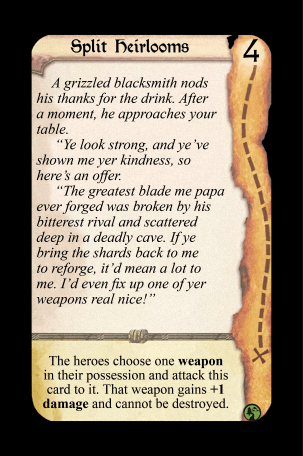 Split Heirlooms
4
A grizzled blacksmith nods
his thanks for the drink. After
a moment, he approaches your
table.
“Ye look strong, and ye’ve
shown me yer kindness, so
here’s an offer.
“The greatest blade me papa
ever forged was broken by his
bitterest rival and scattered
deep in a deadly cave. If ye
bring the shards back to me
to reforge, it’d mean a lot to
me. I’d even fix up one of yer
weapons real nice!”
The heroes choose one weapon
in their possession and attack this
card to it. That weapon gains +1
damage and cannot be destroyed.